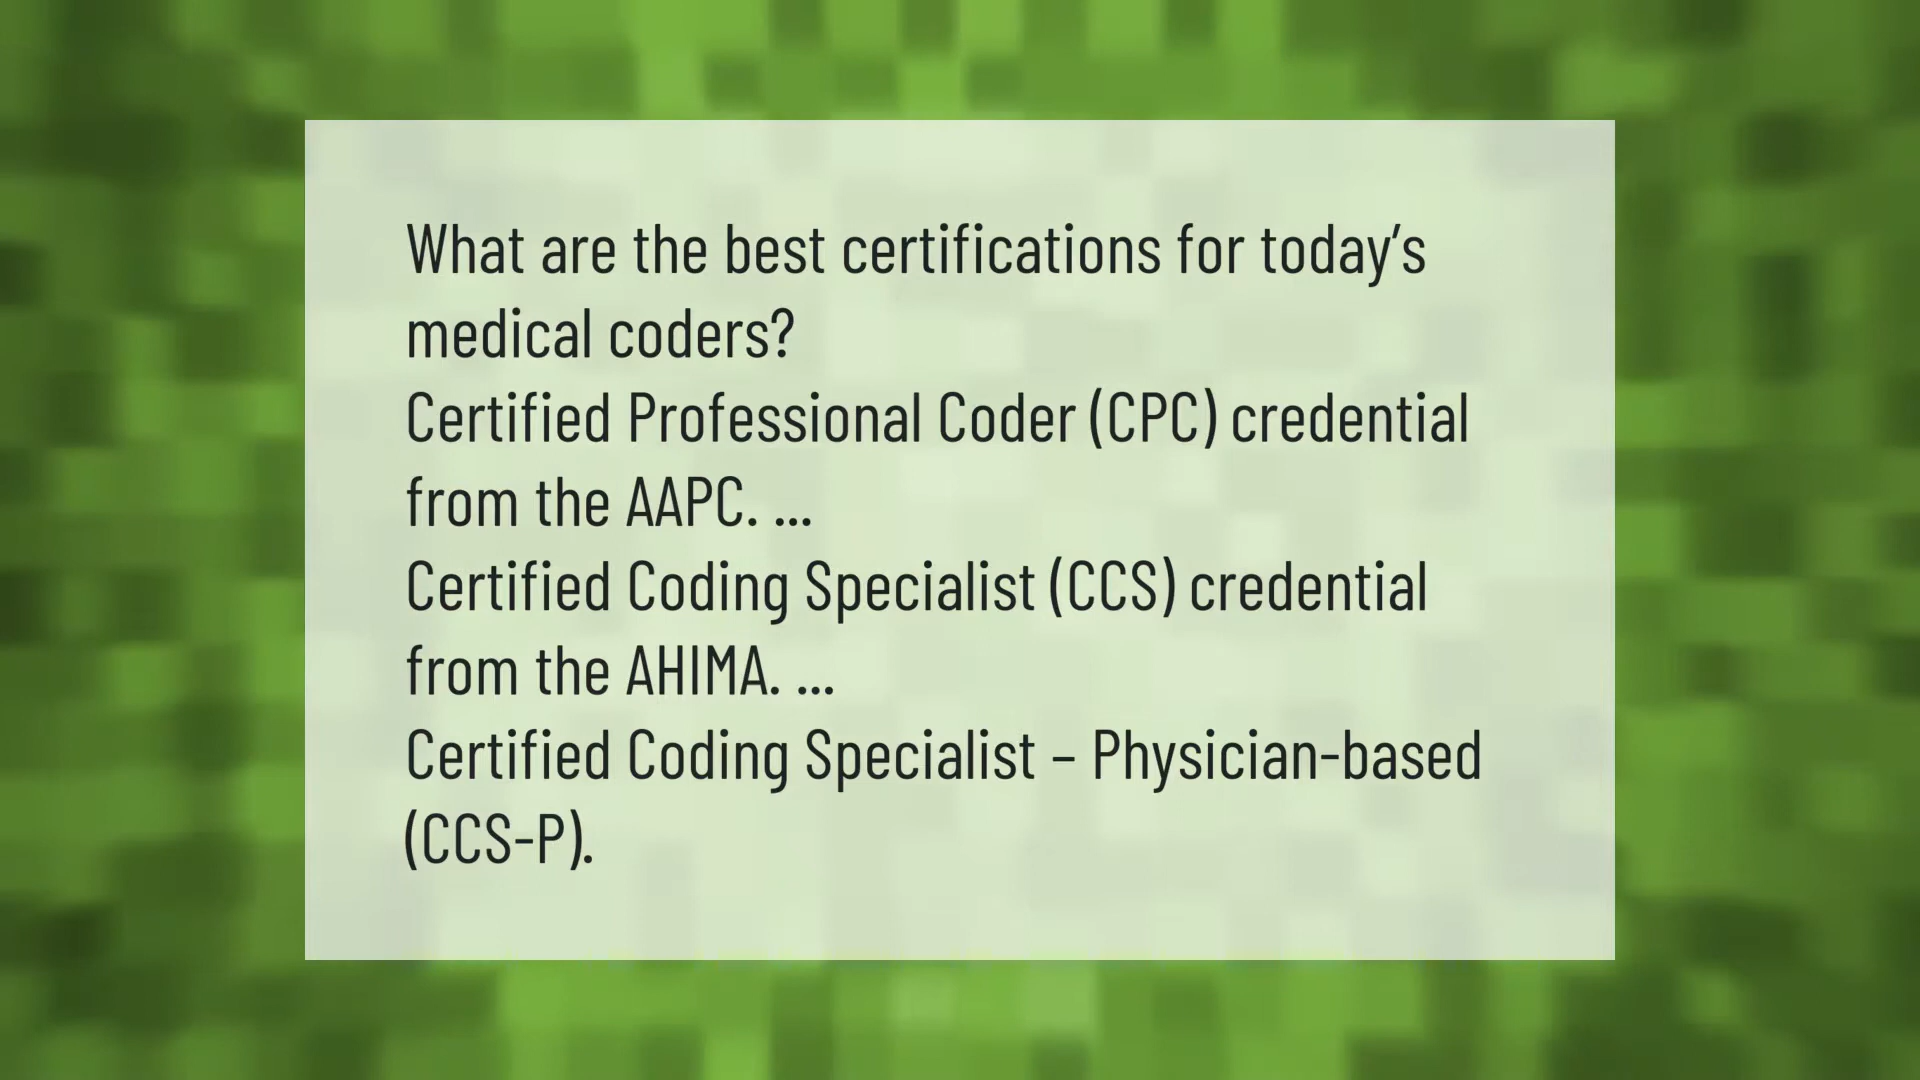 What are the best certifications for today’s
medical coders?
Certified Professional Coder (CPC) credential
from the AAPC. ...
Certified Coding Specialist (CCS) credential
from the AHIMA. ...
Certified Coding Specialist – Physician-based
(CCS-P).